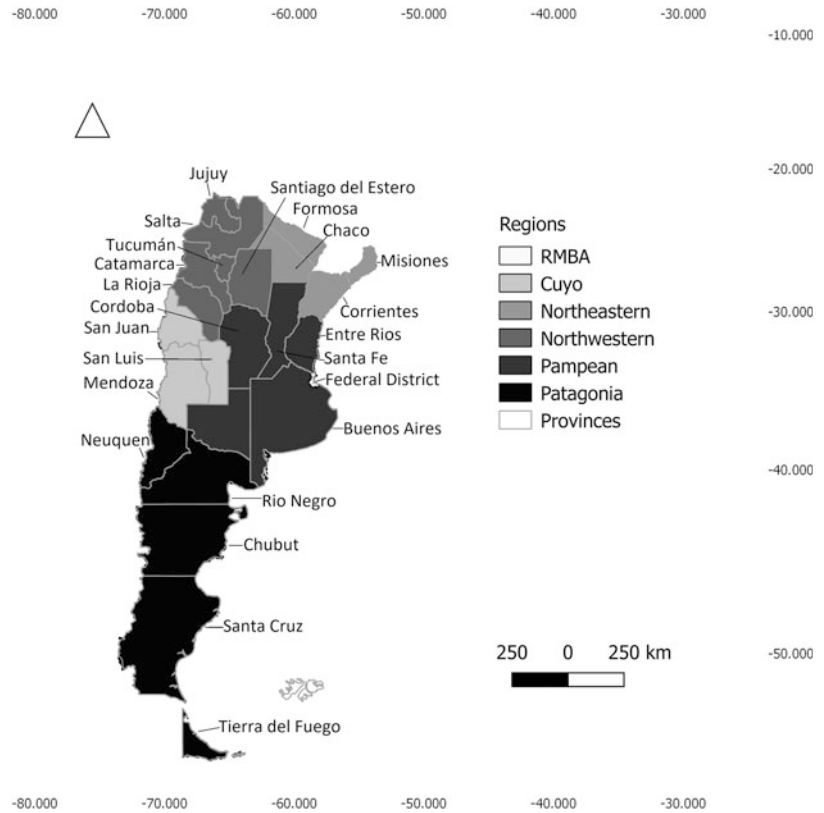 -80.000 -70.000 -60.000 -50.000 -40.000 -30.000
-10.000
-20.000
Jujuy
Santiago del Estero
Formosa
Salta
Chaco
Tucumán
Misiones
Catamarca
La Rioja
Corrientes
-30.000
Cordoba
San Juan
Entre Rios
San Luis
Santa Fe
Mendoza
Federal District
Buenos Aires
Neuquen
-40.000
Rio Negro
Chubut
Santa Cruz
-50.000
Tierra del Fuego
Regions
RMBA
Cuyo
Northeastern
Northwestern
Pampean
Patagonia
Provinces
250 0 250 km
-80.000 -70.000 -60.000 -50.000 -40.000 -30.000